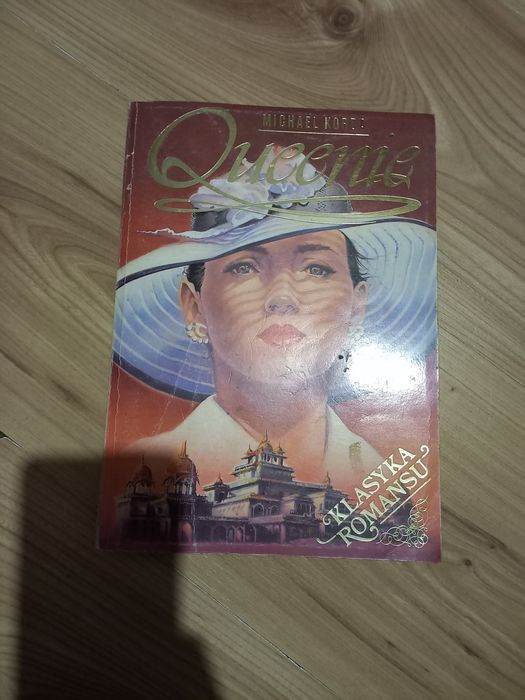 MICHAEL KORDA
Queenie
KLASYKA
ROMANSU